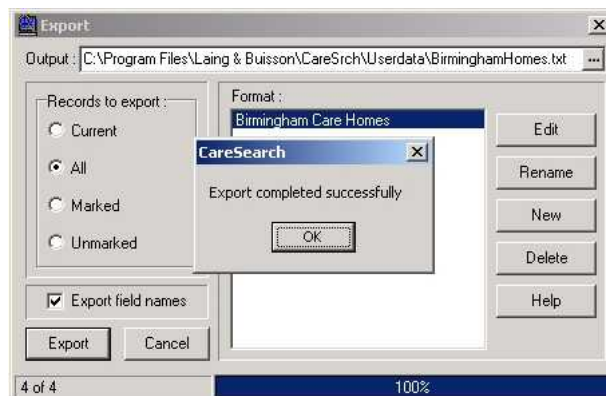 Export
Output : C:\Program Files\Laing & Buisson\CareSrch\Userdata\BirminghamHomes.txt ...
Records to export :
Current
All
Marked
Unmarked
Export field names
Export Cancel
Format :
Birmingham Care Homes
CareSearch
Export completed successfully
OK
Edit
Rename
New
Delete
Help
4 of 4
100%